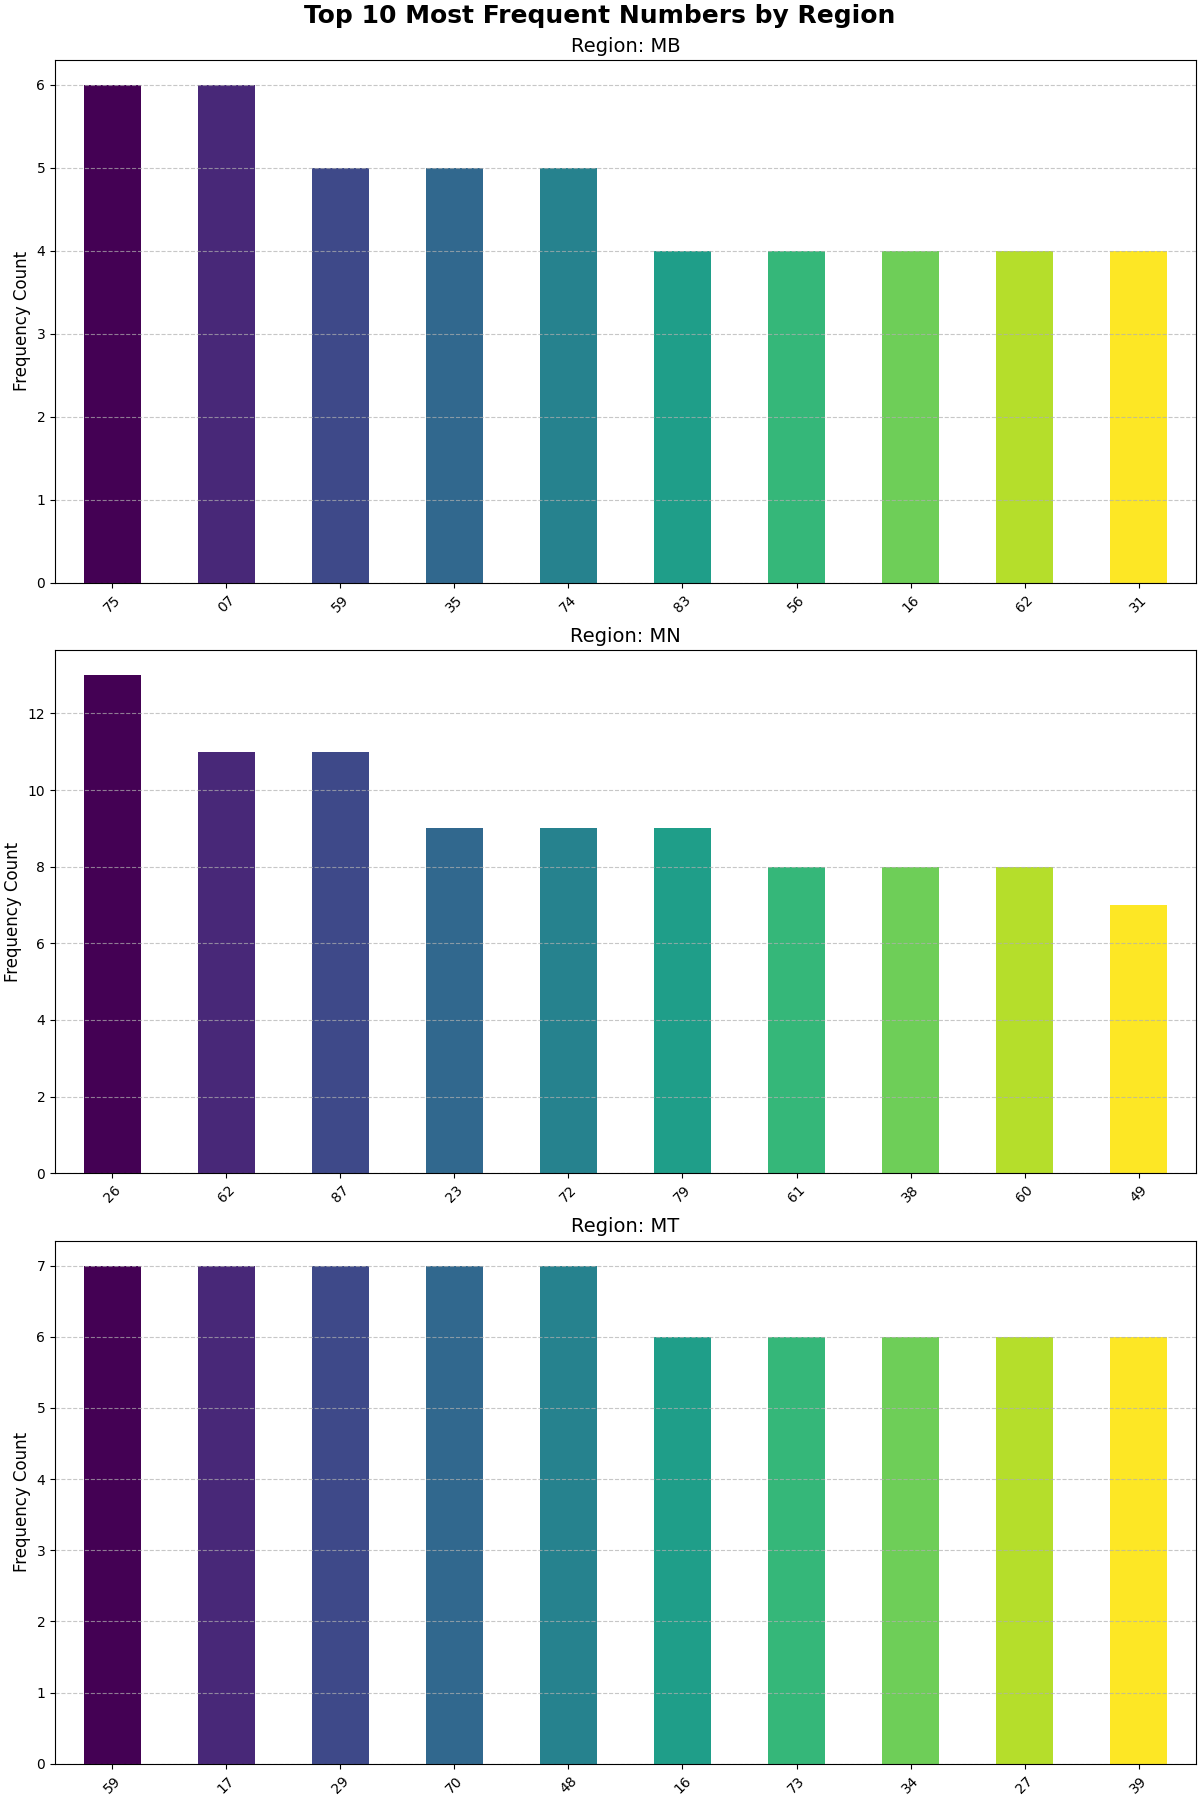 Top 10 Most Frequent Numbers by Region
Region: MB
Frequency Count
6
5
4
3
2
1
0
75 07 59 35 74 83 56 16 62 31
Region: MN
Frequency Count
12
10
8
6
4
2
0
26 62 87 23 72 79 61 38 60 49
Region: MT
Frequency Count
7
6
5
4
3
2
1
0
59 17 29 70 48 16 73 34 27 39